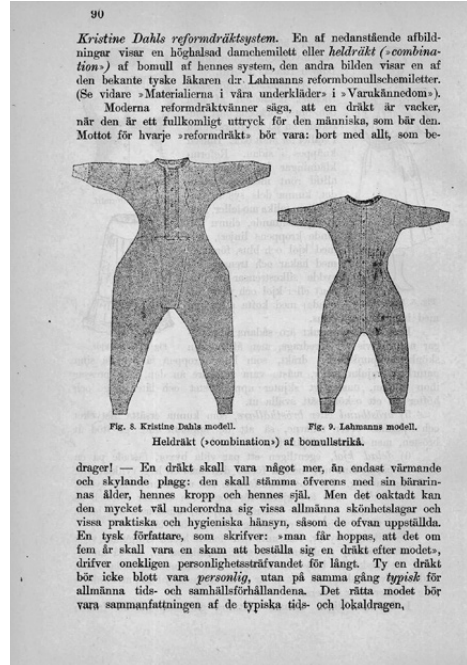 90
Kristine Dahls reformdräktsystem. En af nedanstående afbild-
ningar visar en höghalsad damchemilett eller heldräkt (»combina-
tion») af bomull af hennes system, den andra bilden visar en af
den bekante tyske läkaren d:r Lahmanns reformbomullschemiletter.
(Se vidare »Materialierna i våra underkläder» i »Varukännedom».)
Moderna reformdräktvänner säga, att en dräkt är vacker,
när den är ett fullkomligt uttryck för den människa, som bär den.
Mottot för hvarje »reformdräkt» bör vara: bort med allt, som be-
Fig. 8. Kristine Dahls modell.
Fig. 9. Lahmanns modell.
Heldräkt (»combination») af bomullstrikå.
drager! — En dräkt skall vara något mer, än endast värmande
och skylande plagg: den skall stämma öfverens med sin bärarin-
nas ålder, hennes kropp och hennes själ. Men det oaktadt kan
den mycket väl underordna sig vissa allmänna skönhetslagar och
vissa praktiska och hygieniska hänsyn, såsom de ofvan uppställda.
En tysk författare, som skrifver: »man får hoppas, att det om
fem år skall vara en skam att beställa sig en dräkt efter modet»,
drifver onekligen personlighetssträfvandet för långt. Ty en dräkt
bör icke blott vara personlig, utan på samma gång typisk för
allmänna tids- och samhällsförhållandena. Det rätta modet bör
vara sammanfattningen af de typiska tids- och lokaldragen,